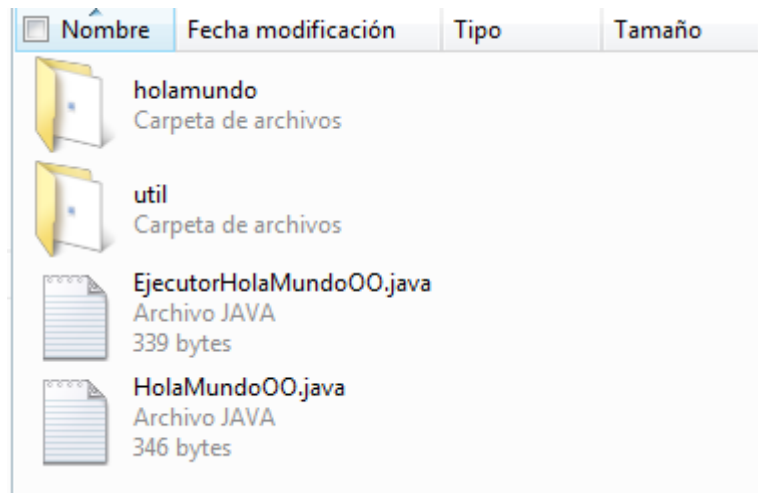 Nombre Fecha modificación Tipo Tamaño
holamundo
Carpeta de archivos
util
Carpeta de archivos
EjecutorHolaMundoOO.java
Archivo JAVA
339 bytes
HolaMundoOO.java
Archivo JAVA
346 bytes